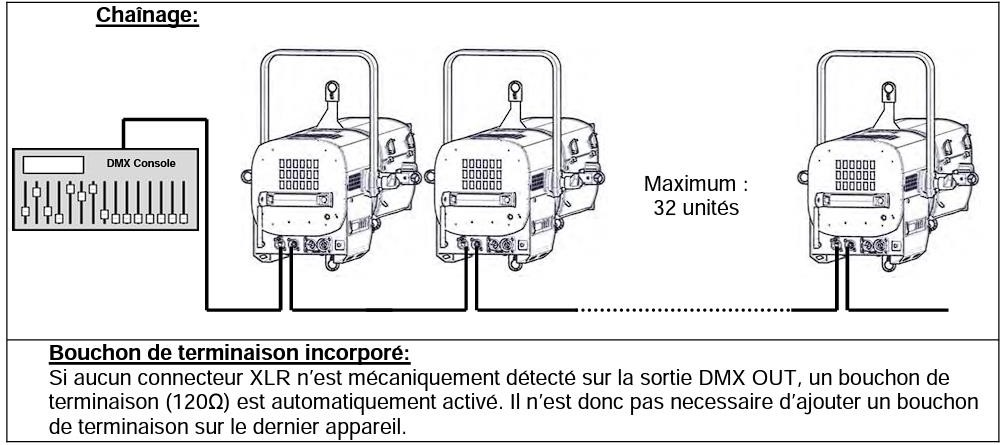 Chaînage:
DMX Console
Maximum :
32 unités
Bouchon de terminaison incorporé:
Si aucun connecteur XLR n’est mécaniquement détecté sur la sortie DMX OUT, un bouchon de
terminaison (120Ω) est automatiquement activé. Il n’est donc pas necessaire d’ajouter un bouchon
de terminaison sur le dernier appareil.